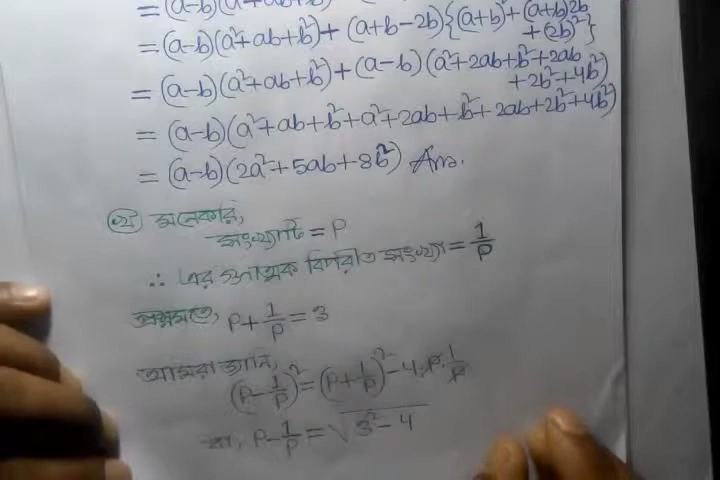 = (a-b)(a²+ab+b²)+ (a+b-2b){(a+b)²+(a+b)2b
+(2b)²}
= (a-b)(a²+ab+b²)+(a-b)(a²+2ab+b²+2ab
+2b²+4b²)
= (a-b)(a²+ab+b²+a²+2ab+b²+2ab+2b²+4b²)
= (a-b)(2a²+5ab+8b²) Ans.
মনেকরি,
সংখ্যাটি = P
∴ এর গুণাত্মক বিপরীত সংখ্যা = 1/P
প্রশ্নমতে, P+1/P=3
আমরা জানি,
(P-1/P)²=(P+1/P)²-4.P.1/P
বা, P-1/P=√3²-4